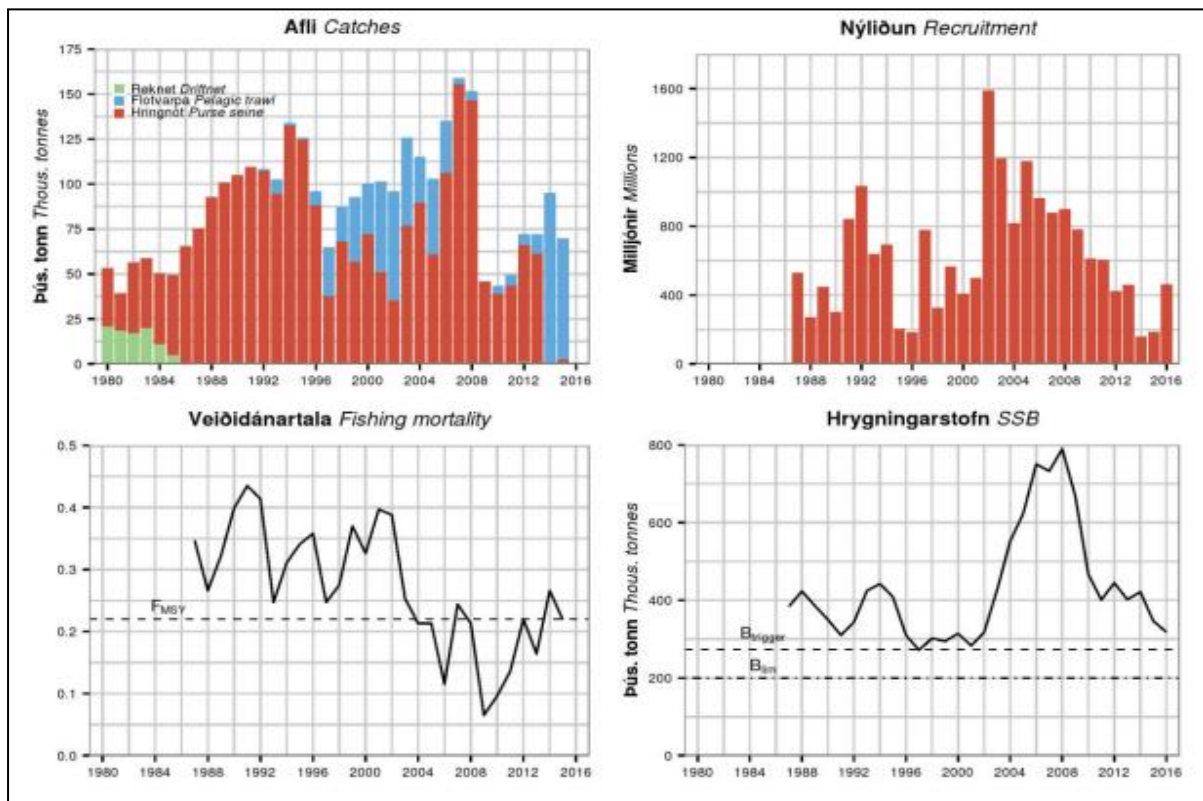 Afli Catches
Þús. tonn Thous. tonnes
175
150
125
100
75
50
25
0
Reknet Driftnet
Flotvarpa Pelagic trawl
Hringnót Purse seine
1980 1984 1988 1992 1996 2000 2004 2008 2012 2016
Nýliðun Recruitment
Milljónir Millions
1600
1200
800
400
0
1980 1984 1988 1992 1996 2000 2004 2008 2012 2016
Veiðidánartala Fishing mortality
0.5
0.4
0.3
0.2
0.1
0.0
FMSY
1980 1984 1988 1992 1996 2000 2004 2008 2012 2016
Hrygningarstofn SSB
Þús. tonn Thous. tonnes
800
600
400
200
0
Btrigger
Blim
1980 1984 1988 1992 1996 2000 2004 2008 2012 2016